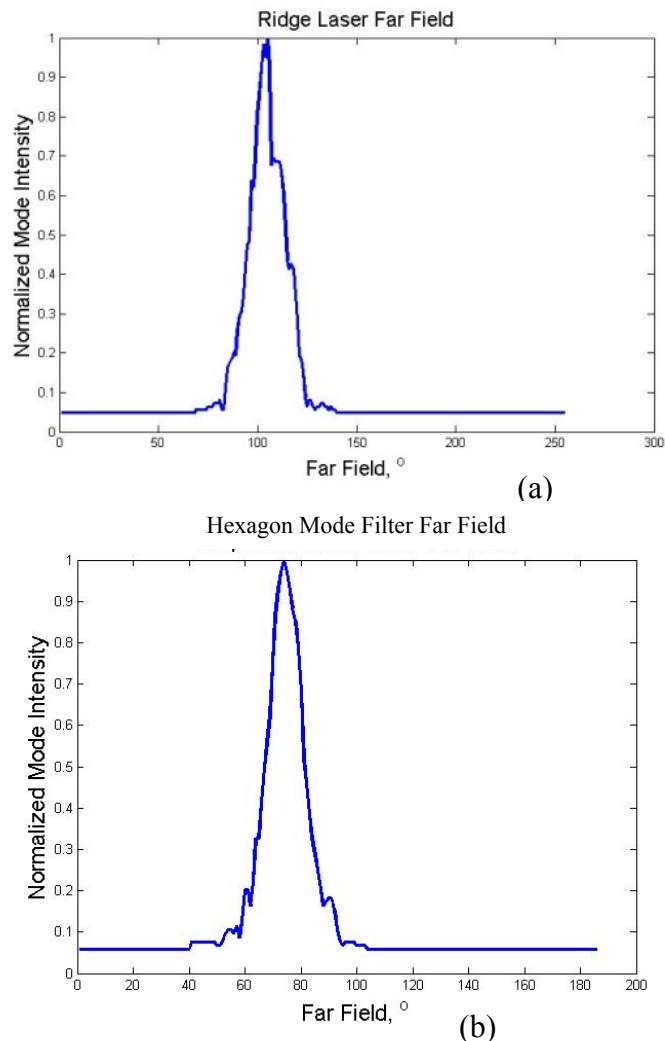 Ridge Laser Far Field
Normalized Mode Intensity
1
0.9
0.8
0.7
0.6
0.5
0.4
0.3
0.2
0.1
0
0 50 100 150 200 250 300
Far Field, °
(a)
Hexagon Mode Filter Far Field
Normalized Mode Intensity
1
0.9
0.8
0.7
0.6
0.5
0.4
0.3
0.2
0.1
0
0 20 40 60 80 100 120 140 160 180 200
Far Field, °
(b)